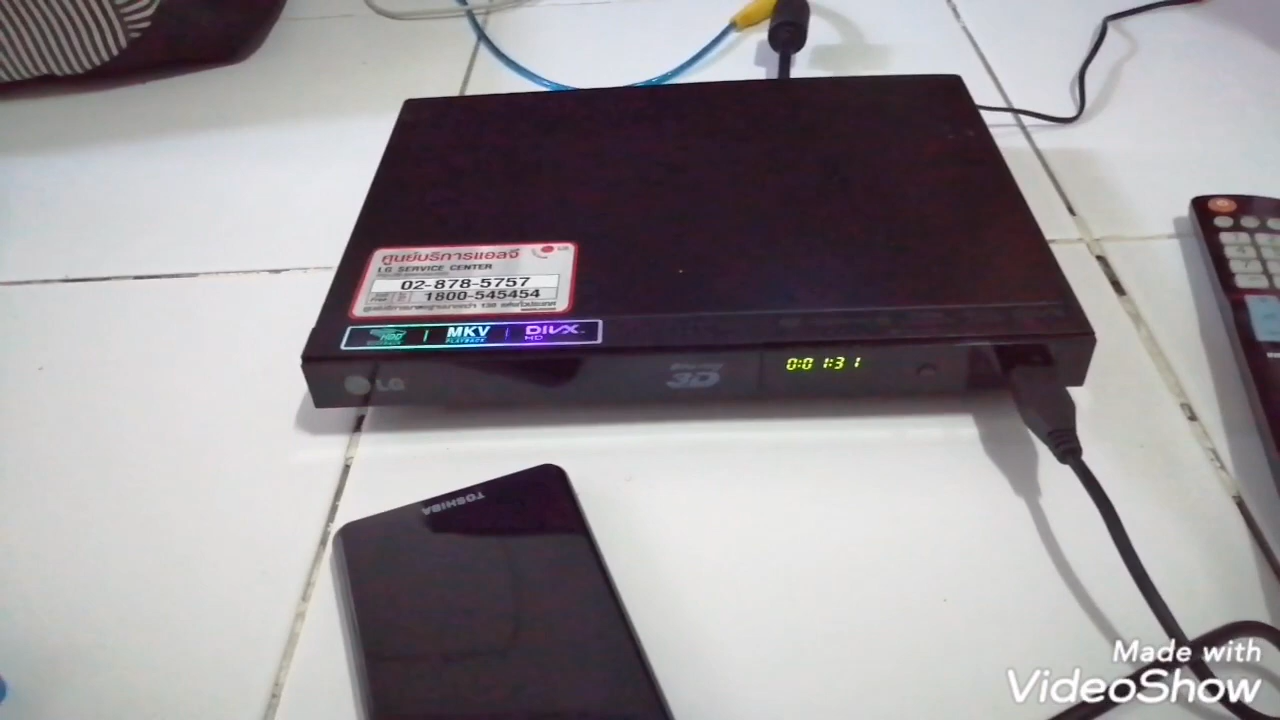 TOSHIBA
ศูนย์บริการแอลจี
LG SERVICE CENTER
02-878-5757
1800-545454
HDD
MKV
PLAYBACK
DIVX
HD
LG
3D
0:01:31
Made with
VideoShow